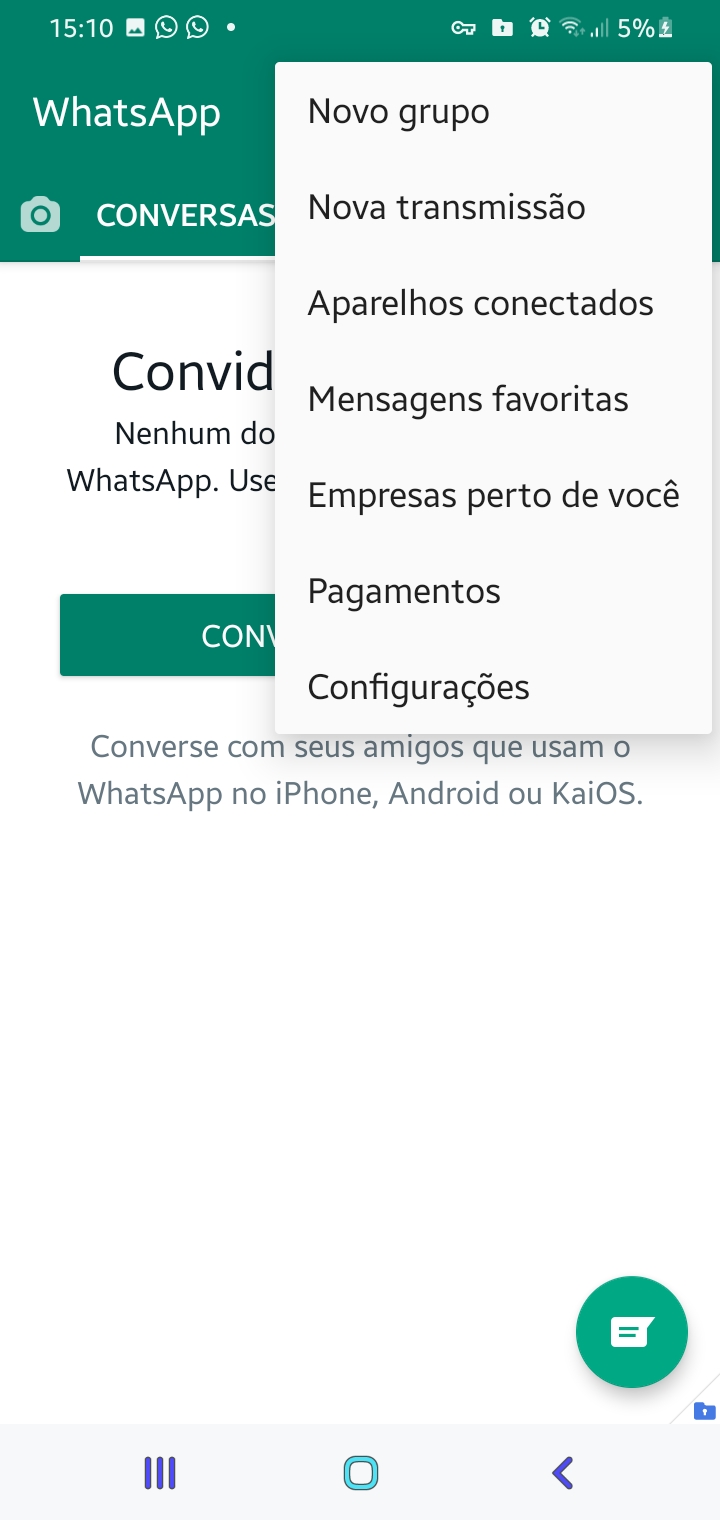 15:10
5%
WhatsApp
Novo grupo
Nova transmissão
CONVERSAS
Aparelhos conectados
Convid
Mensagens favoritas
Nenhum do
WhatsApp. Use
Empresas perto de você
Pagamentos
CONV
Configurações
Converse com seus amigos que usam o
WhatsApp no iPhone, Android ou KaiOS.